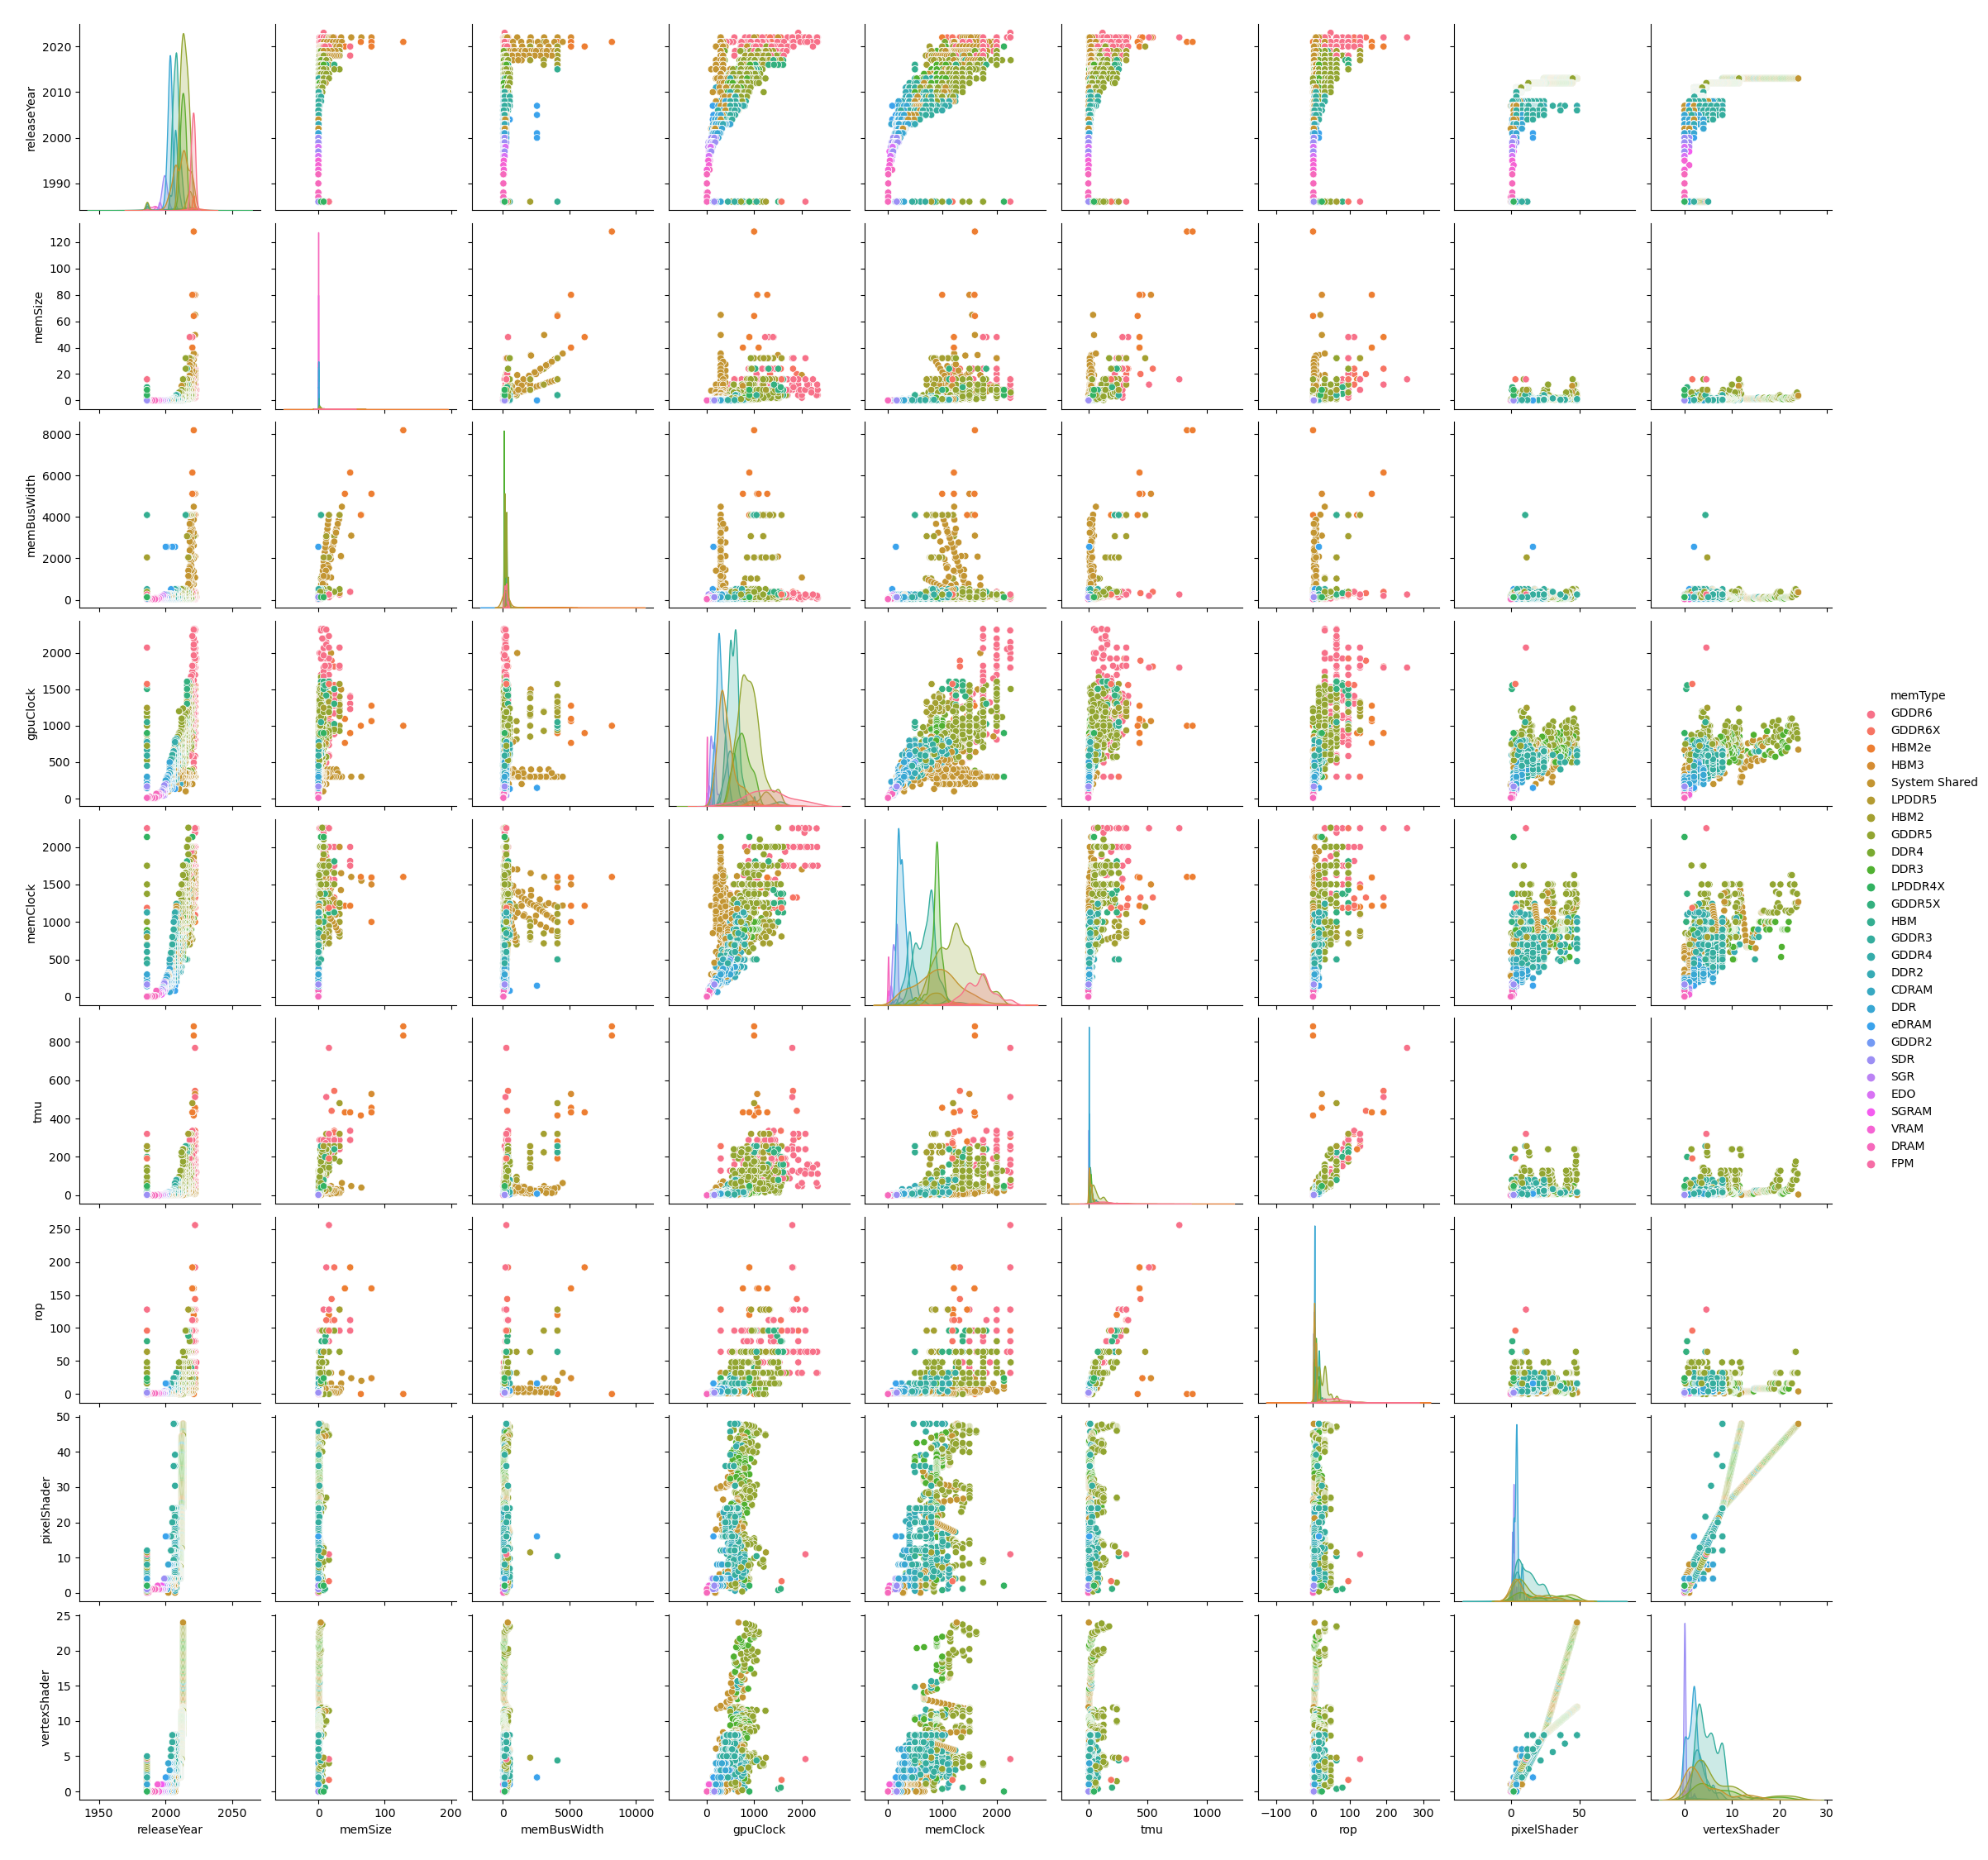 releaseYear
2020
2010
2000
1990
memSize
120
100
80
60
40
20
0
memBusWidth
8000
6000
4000
2000
0
gpuClock
2000
1500
1000
500
0
memType
GDDR6
GDDR6X
HBM2e
HBM3
System Shared
LPDDR5
HBM2
GDDR5
DDR4
DDR3
LPDDR4X
GDDR5X
HBM
GDDR3
GDDR4
DDR2
CDRAM
DDR
eDRAM
GDDR2
SDR
SGR
EDO
SGRAM
VRAM
DRAM
FPM
memClock
2000
1500
1000
500
0
tmu
800
600
400
200
0
rop
250
200
150
100
50
0
pixelShader
50
40
30
20
10
0
vertexShader
25
20
15
10
5
0
1950 2000 2050 0 100 200 0 5000 10000 0 1000 2000 0 1000 2000 0 500 1000 −100 0 100 200 300 0 50 0 10 20 30
releaseYear memSize memBusWidth gpuClock memClock tmu rop pixelShader vertexShader